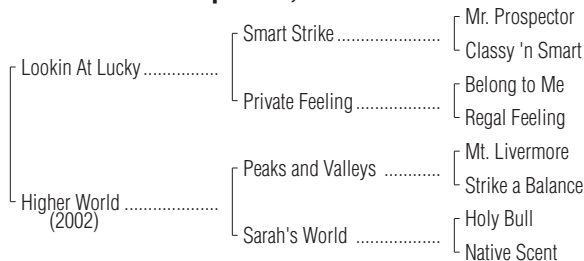 Smart Strike
Mr. Prospector
Classy 'n Smart
Lookin At Lucky
Private Feeling
Belong to Me
Regal Feeling
Peaks and Valleys
Mt. Livermore
Strike a Balance
Higher World
(2002)
Sarah's World
Holy Bull
Native Scent